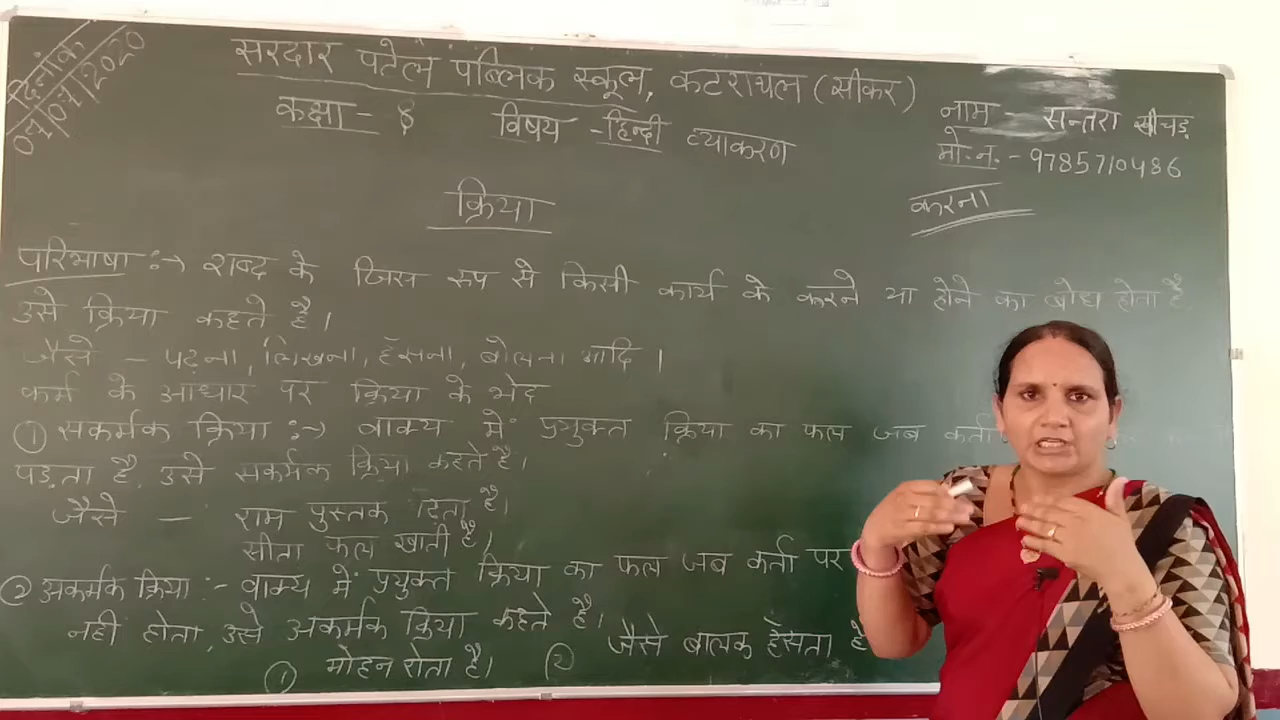 दिनांक
07/07/2020
सरदार पटेल पब्लिक स्कूल, कटराथल (सीकर)
कक्षा - 8 विषय - हिन्दी व्याकरण
नाम - सन्तरा खीचड़
मो. न. - 9785710486
क्रिया
करना
परिभाषा :→ शब्द के जिस रूप से किसी कार्य के करने या होने का बोध होता है
उसे क्रिया कहते है।
जैसे - पढ़ना, लिखना, हँसना, बोलना आदि ।
कर्म के आधार पर क्रिया के भेद
① सकर्मक क्रिया :→ वाक्य में प्रयुक्त क्रिया का फल जब कर्ता
पड़ता है, उसे सकर्मक क्रिया कहते है।
जैसे — राम पुस्तक देता है।
सीता फल खाती है।
② अकर्मक क्रिया :- वाक्य में प्रयुक्त क्रिया का फल जब कर्ता पर
नही होता, उसे अकर्मक क्रिया कहते है।
जैसे बालक हँसता है
① मोहन रोता है। ②